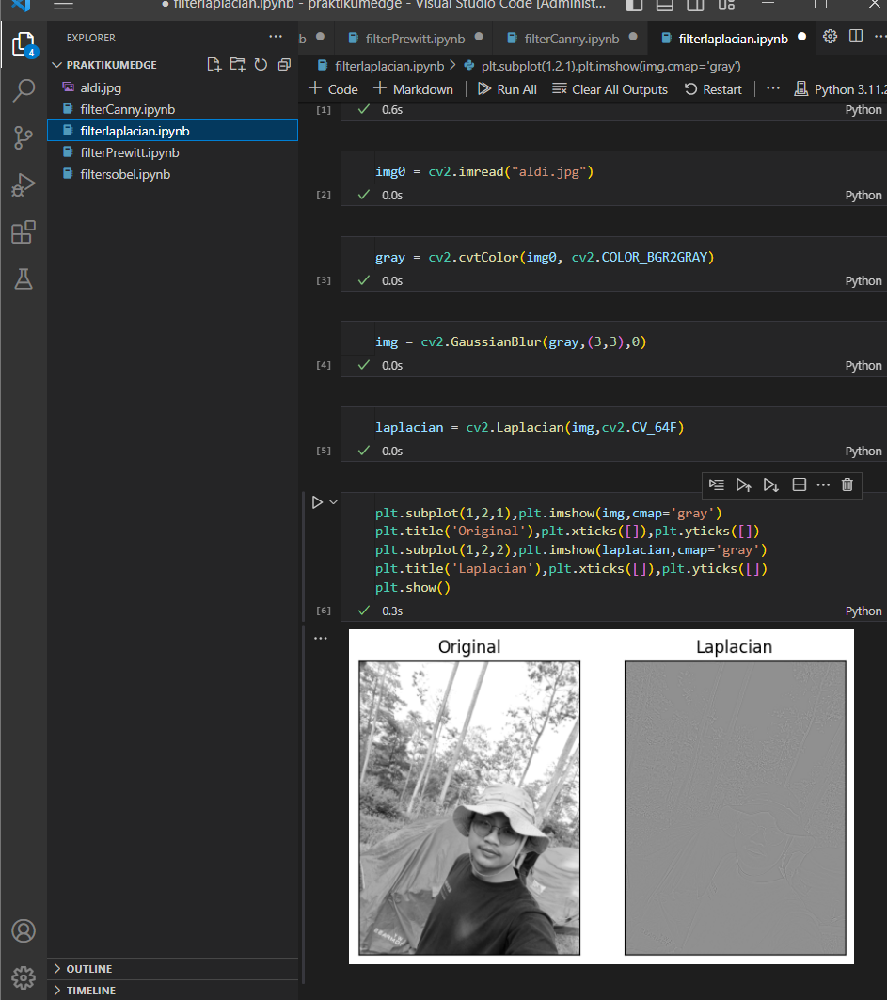 filterlaplacian.ipynb - praktikumedge - Visual Studio Code [Administ...
EXPLORER
PRAKTIKUMEDGE
aldi.jpg
filterCanny.ipynb
filterlaplacian.ipynb
filterPrewitt.ipynb
filtersobel.ipynb
4
OUTLINE
TIMELINE
b
filterPrewitt.ipynb
filterCanny.ipynb
filterlaplacian.ipynb
filterlaplacian.ipynb > plt.subplot(1,2,1),plt.imshow(img,cmap='gray')
+ Code + Markdown | Run All Clear All Outputs Restart | ... Python 3.11.2
[1] 0.6s Python
img0 = cv2.imread("aldi.jpg")
[2] 0.0s Python
gray = cv2.cvtColor(img0, cv2.COLOR_BGR2GRAY)
[3] 0.0s Python
img = cv2.GaussianBlur(gray,(3,3),0)
[4] 0.0s Python
laplacian = cv2.Laplacian(img,cv2.CV_64F)
[5] 0.0s Python
plt.subplot(1,2,1),plt.imshow(img,cmap='gray')
plt.title('Original'),plt.xticks([]),plt.yticks([])
plt.subplot(1,2,2),plt.imshow(laplacian,cmap='gray')
plt.title('Laplacian'),plt.xticks([]),plt.yticks([])
plt.show()
[6] 0.3s Python
Original
Laplacian